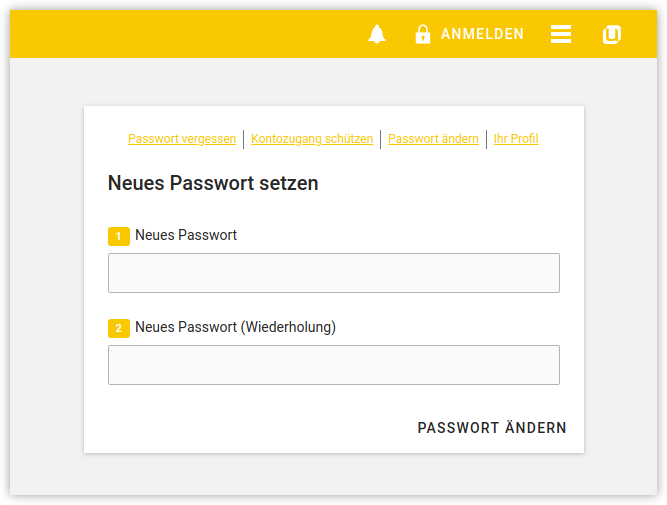 ANMELDEN
Passwort vergessen Kontozugang schützen Passwort ändern Ihr Profil
Neues Passwort setzen
1 Neues Passwort
2 Neues Passwort (Wiederholung)
PASSWORT ÄNDERN